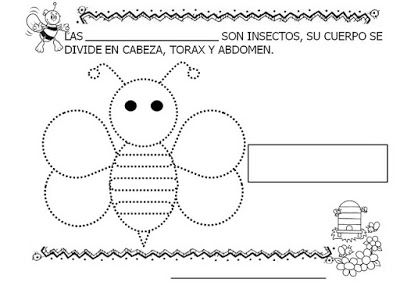 LAS ____________________ SON INSECTOS, SU CUERPO SE
DIVIDE EN CABEZA, TORAX Y ABDOMEN.